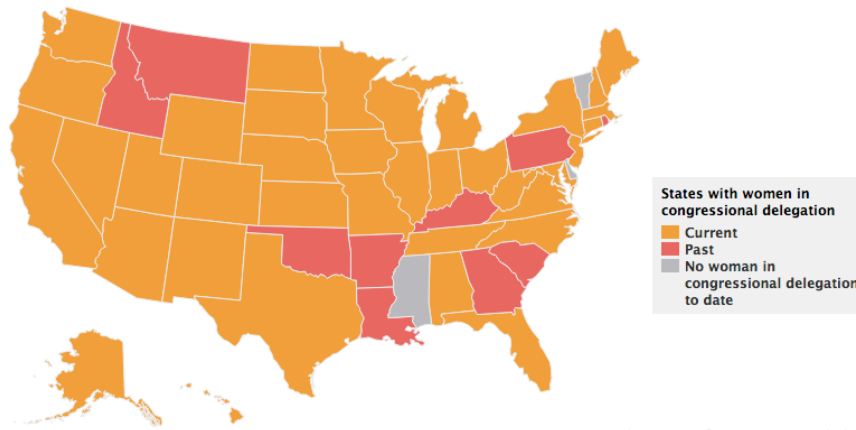 States with women in
congressional delegation
Current
Past
No woman in
congressional delegation
to date